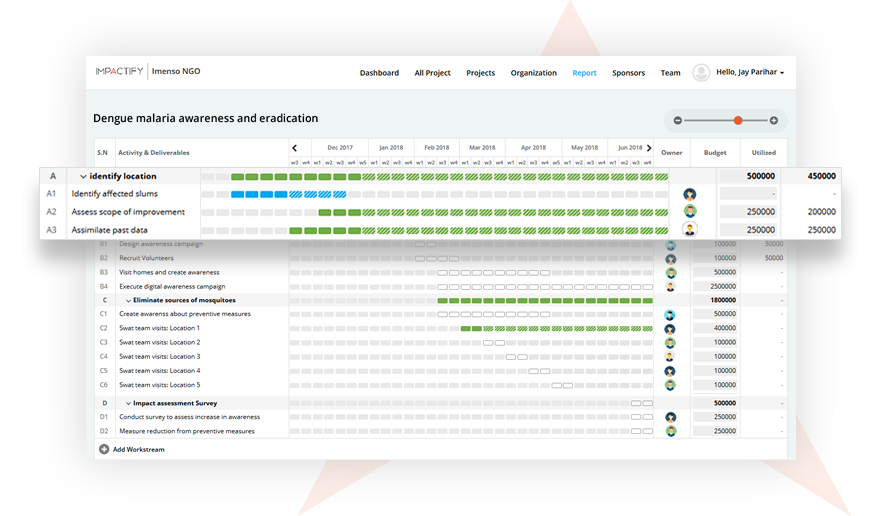 IMPACTIFY Imenso NGO Dashboard All Project Projects Organization Report Sponsors Team Hello, Jay Parihar
Dengue malaria awareness and eradication
S.N Activity & Deliverables Dec 2017 Jan 2018 Feb 2018 Mar 2018 Apr 2018 May 2018 Jun 2018 Owner Budget Utilized
w3 w4 w1 w2 w3 w4 w5 w1 w2 w3 w4 w1 w2 w3 w4 w1 w2 w3 w4 w1 w2 w3 w4 w5 w1 w2 w3 w4 w1 w2 w3 w4
A identify location 500000 450000
A1 Identify affected slums - -
A2 Assess scope of improvement 250000 200000
A3 Assimilate past data 250000 250000
B1 Design awareness campaign 100000 50000
B2 Recruit Volunteers 100000 50000
B3 Visit homes and create awareness 500000 -
B4 Execute digital awareness campaign 2500000 -
C Eliminate sources of mosquitoes 1800000 -
C1 Create awarenss about preventive measures 500000 -
C2 Swat team visits: Location 1 400000 -
C3 Swat team visits: Location 2 100000 -
C4 Swat team visits: Location 3 100000 -
C5 Swat team visits: Location 4 100000 -
C6 Swat team visits: Location 5 100000 -
D Impact assessment Survey 500000 -
D1 Conduct survey to assess increase in awareness 250000 -
D2 Measure reduction from preventive measures 250000 -
Add Workstream